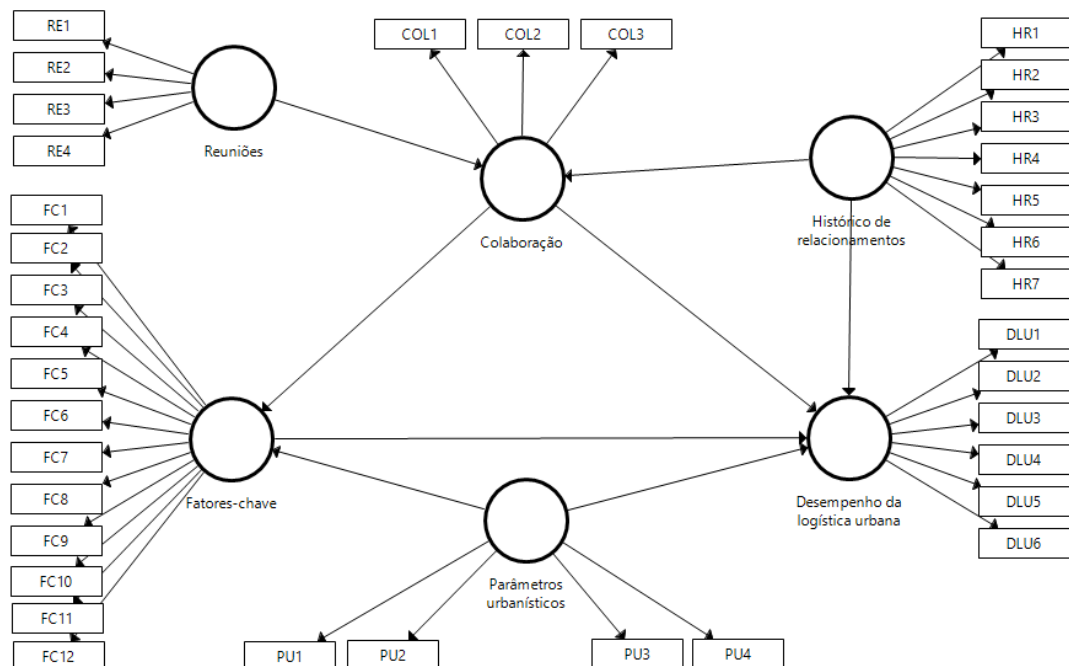 RE1
RE2
RE3
RE4
Reuniões
COL1
COL2
COL3
Colaboração
HR1
HR2
HR3
HR4
HR5
HR6
HR7
Histórico de
relacionamentos
FC1
FC2
FC3
FC4
FC5
FC6
FC7
FC8
FC9
FC10
FC11
FC12
Fatores-chave
DLU1
DLU2
DLU3
DLU4
DLU5
DLU6
Desempenho da
logística urbana
Parâmetros
urbanísticos
PU1
PU2
PU3
PU4